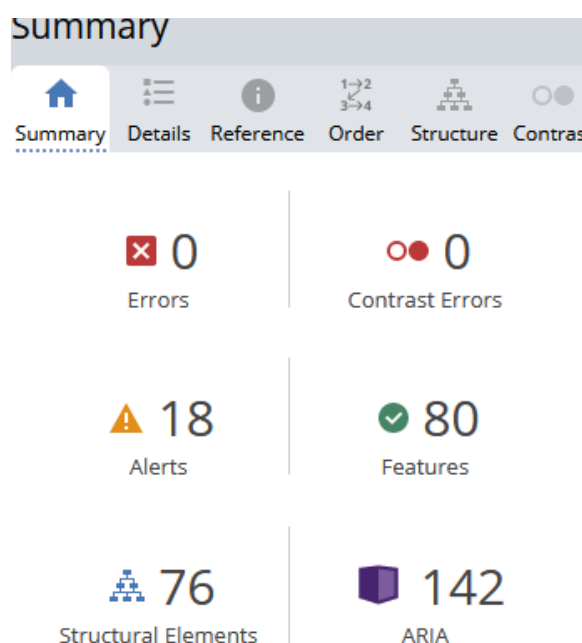 Summary
Summary Details Reference Order Structure Contras
0 0
Errors Contrast Errors
18 80
Alerts Features
76 142
Structural Elements ARIA